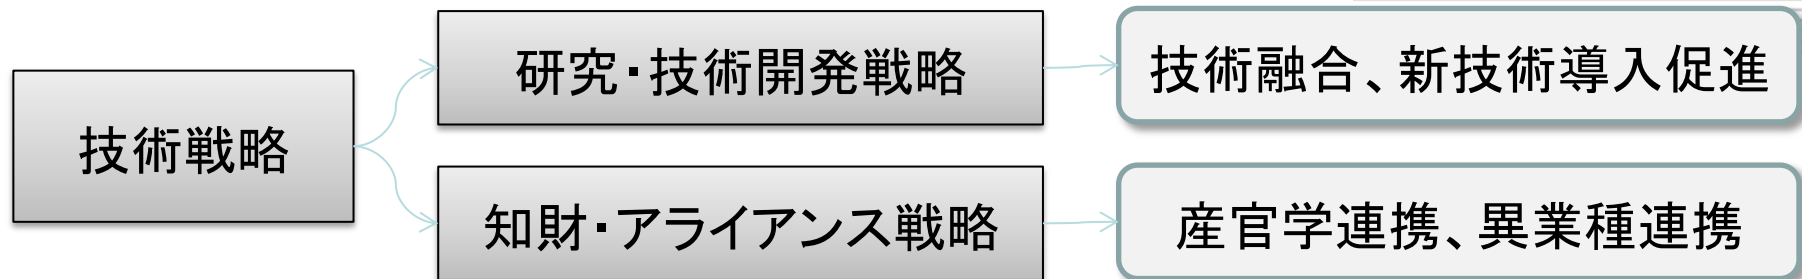 技術戦略
研究・技術開発戦略
技術融合、新技術導入促進
知財・アライアンス戦略
産官学連携、異業種連携